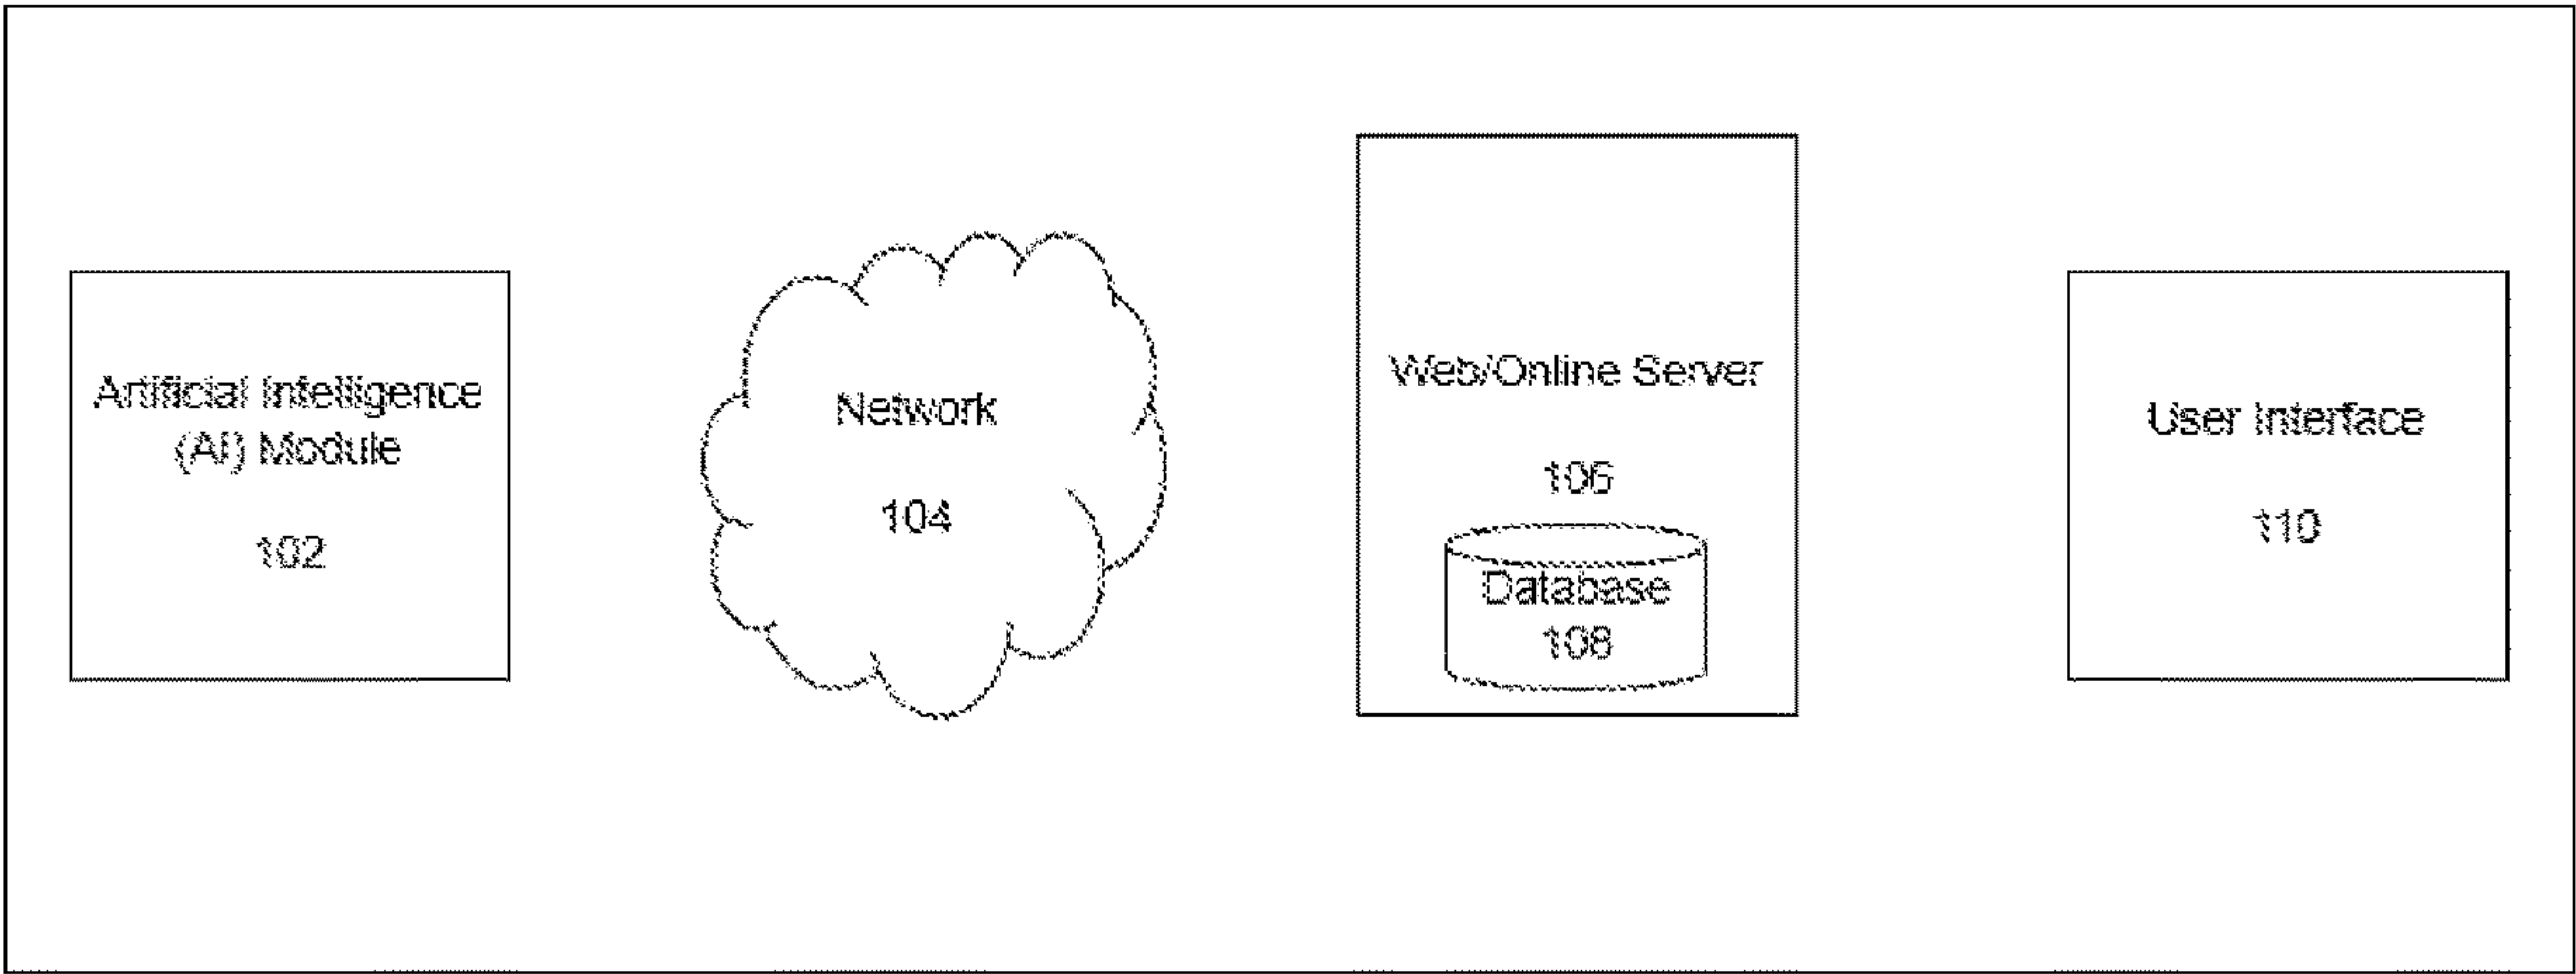 Artificial Intelligence
(AI) Module
102
Network
104
Web/Online Server
106
Database
108
User Interface
110